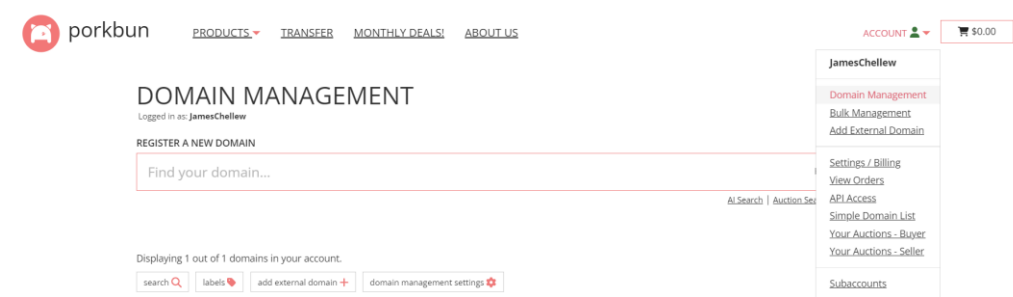 porkbun
PRODUCTS TRANSFER MONTHLY DEALS! ABOUT US
ACCOUNT $0.00
JamesChellew
Domain Management
Bulk Management
Add External Domain
Settings / Billing
View Orders
API Access
Simple Domain List
Your Auctions - Buyer
Your Auctions - Seller
Subaccounts
DOMAIN MANAGEMENT
Logged in as: JamesChellew
REGISTER A NEW DOMAIN
Find your domain...
AI Search | Auction
Displaying 1 out of 1 domains in your account.
search labels add external domain domain management settings